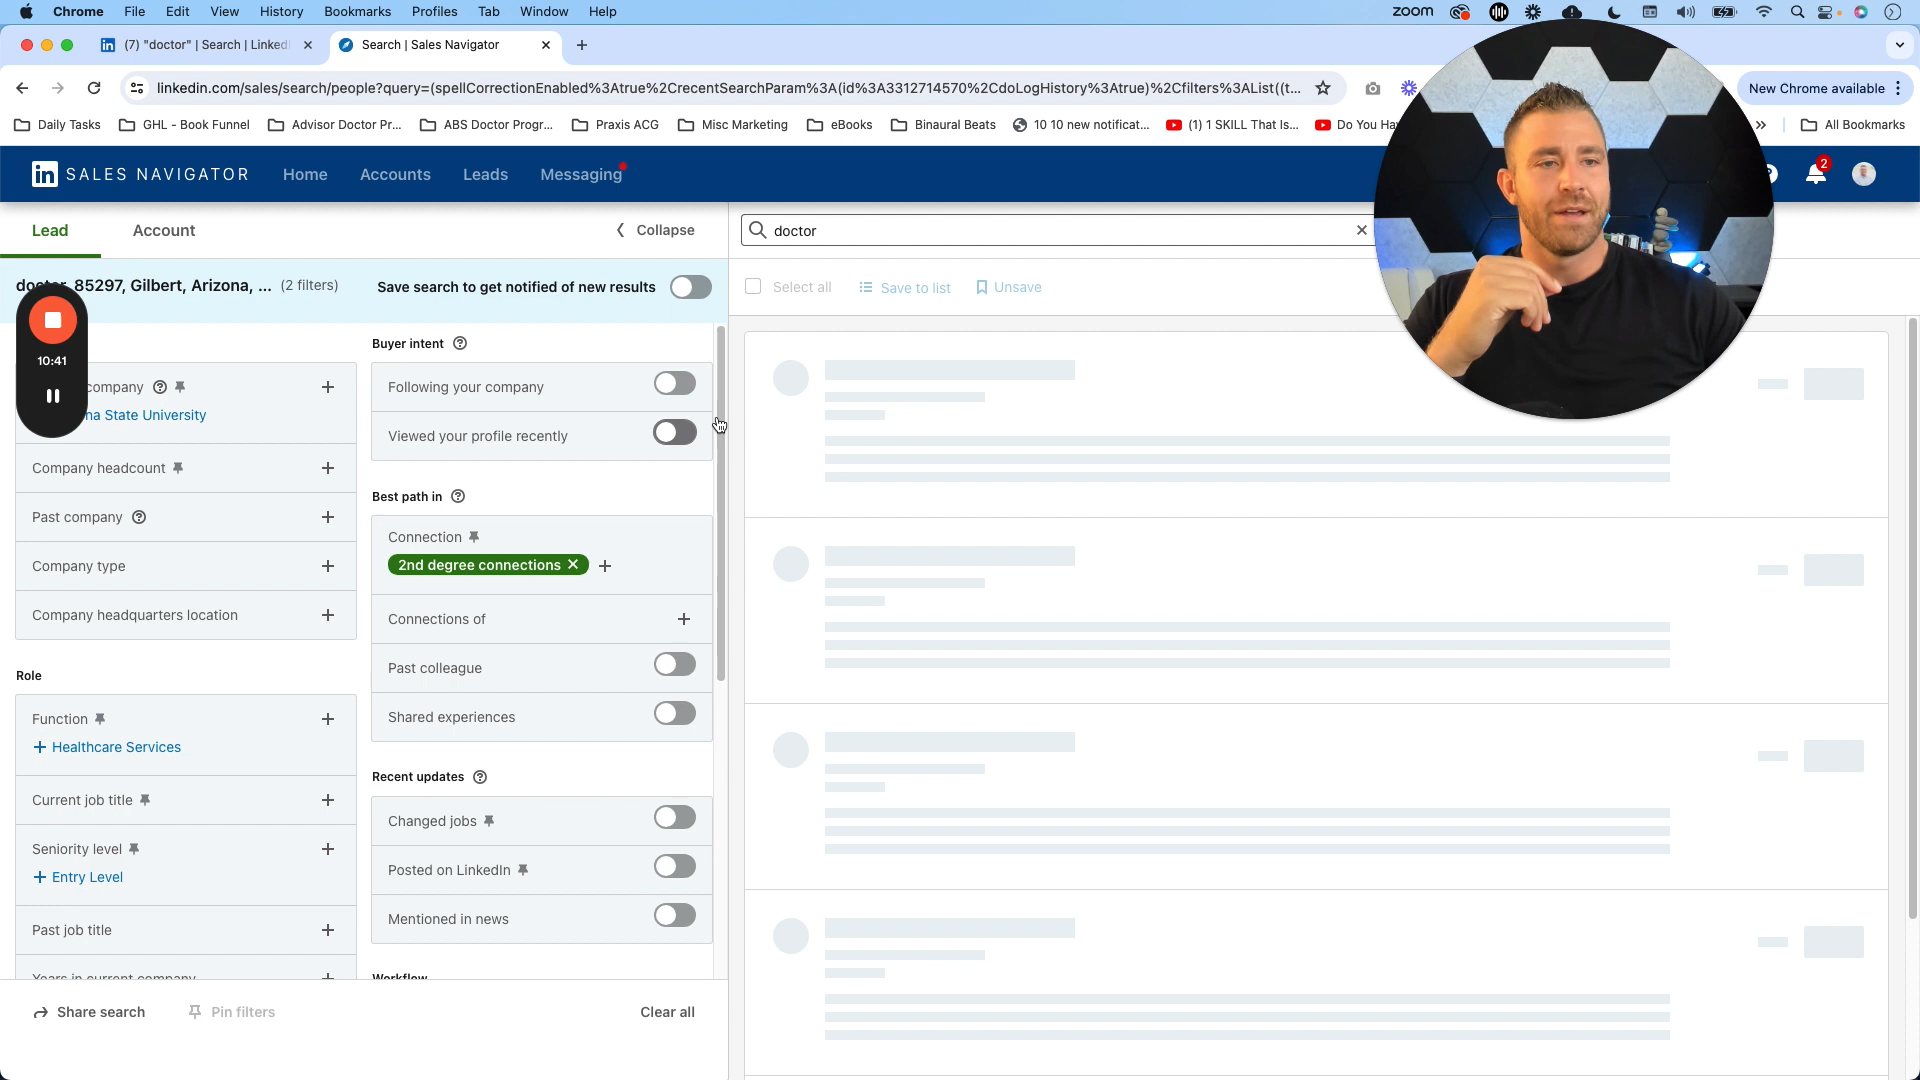 Chrome File Edit View History Bookmarks Profiles Tab Window Help
zoom
(7) "doctor" | Search | Linked
Search | Sales Navigator
linkedin.com/sales/search/people?query=(spellCorrectionEnabled%3Atrue%2CrecentSearchParam%3A(id%3A3312714570%2CdoLogHistory%3Atrue)%2Cfilters%3AList((t...
New Chrome available
Daily Tasks GHL - Book Funnel Advisor Doctor Pr... ABS Doctor Progr... Praxis ACG Misc Marketing eBooks Binaural Beats 10 10 new notificat... (1) 1 SKILL That Is... Do You Ha
All Bookmarks
in SALES NAVIGATOR Home Accounts Leads Messaging
2
Lead Account Collapse
doctor
85297, Gilbert, Arizona, ... (2 filters)
Save search to get notified of new results
Select all Save to list Unsave
10:41
company
na State University
Company headcount
Past company
Company type
Company headquarters location
Role
Function
+ Healthcare Services
Current job title
Seniority level
+ Entry Level
Past job title
Years in current company
Buyer intent
Following your company
Viewed your profile recently
Best path in
Connection
2nd degree connections
Connections of
Past colleague
Shared experiences
Recent updates
Changed jobs
Posted on LinkedIn
Mentioned in news
Workflow
Share search Pin filters Clear all